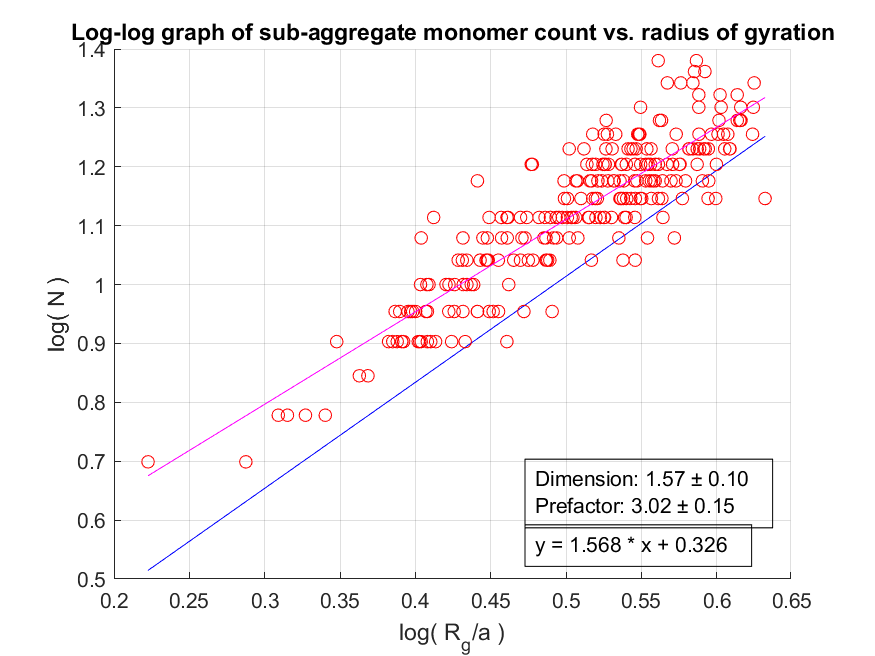 Log-log graph of sub-aggregate monomer count vs. radius of gyration
1.4
1.3
1.2
1.1
1
0.9
0.8
0.7
0.6
0.5
log( N )
Dimension: 1.57 ± 0.10
Prefactor: 3.02 ± 0.15
y = 1.568 * x + 0.326
0.2 0.25 0.3 0.35 0.4 0.45 0.5 0.55 0.6 0.65
log( R_g/a )